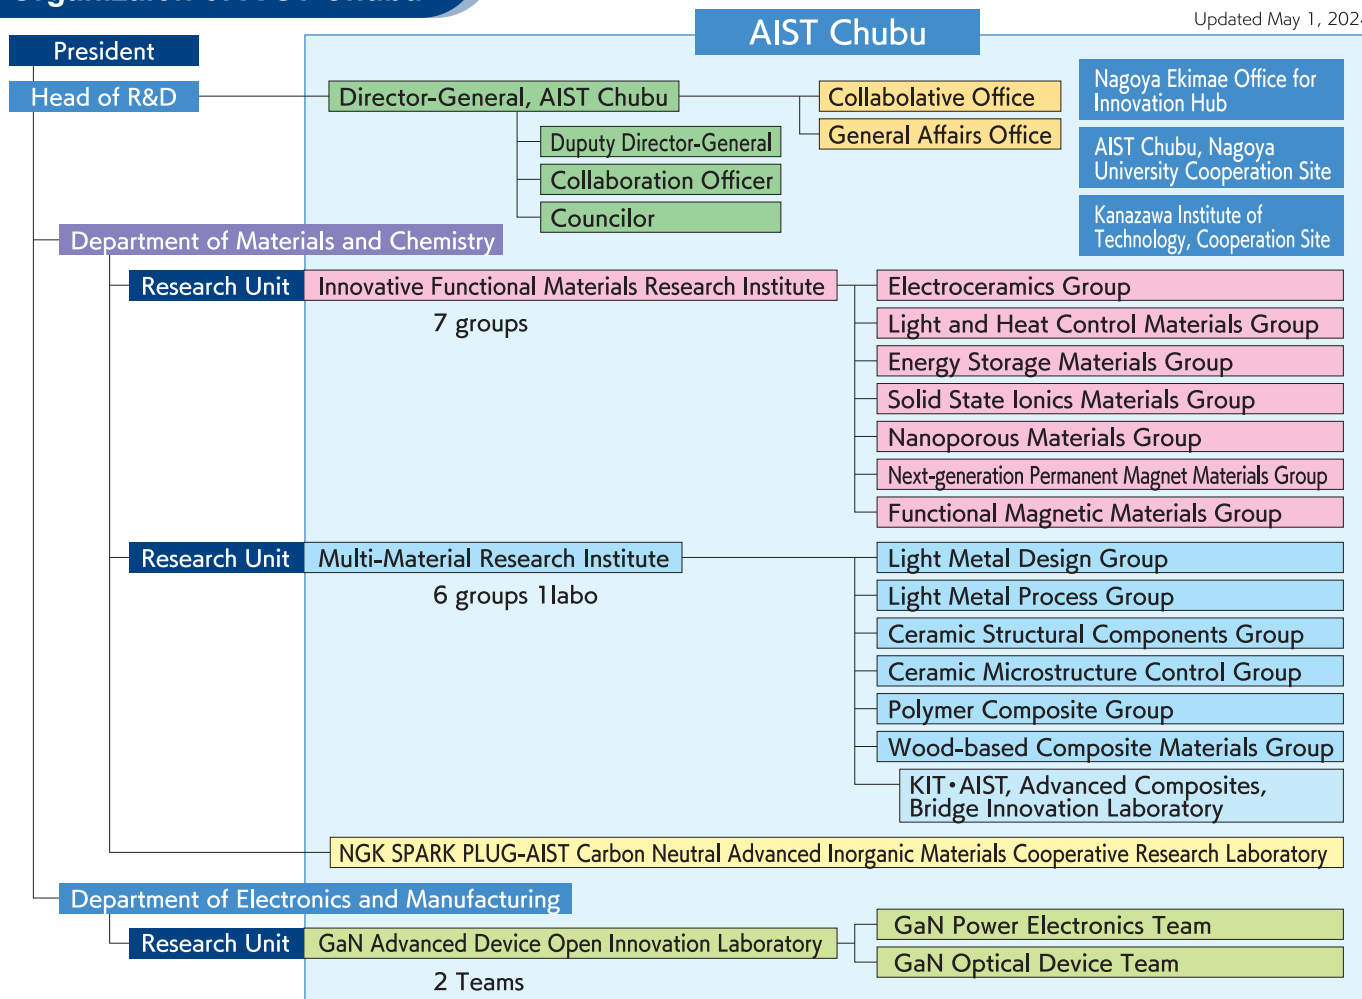 Organizaion of AIST Chubu
Updated May 1, 2024
AIST Chubu
President
Head of R&D
Director-General, AIST Chubu
Collabolative Office
General Affairs Office
Duputy Director-General
Collaboration Officer
Councilor
Nagoya Ekimae Office for
Innovation Hub
AIST Chubu, Nagoya
University Cooperation Site
Kanazawa Institute of
Technology, Cooperation Site
Department of Materials and Chemistry
Research Unit
Innovative Functional Materials Research Institute
7 groups
Electroceramics Group
Light and Heat Control Materials Group
Energy Storage Materials Group
Solid State Ionics Materials Group
Nanoporous Materials Group
Next-generation Permanent Magnet Materials Group
Functional Magnetic Materials Group
Research Unit
Multi-Material Research Institute
6 groups 1labo
Light Metal Design Group
Light Metal Process Group
Ceramic Structural Components Group
Ceramic Microstructure Control Group
Polymer Composite Group
Wood-based Composite Materials Group
KIT・AIST, Advanced Composites,
Bridge Innovation Laboratory
NGK SPARK PLUG-AIST Carbon Neutral Advanced Inorganic Materials Cooperative Research Laboratory
Department of Electronics and Manufacturing
Research Unit
GaN Advanced Device Open Innovation Laboratory
2 Teams
GaN Power Electronics Team
GaN Optical Device Team